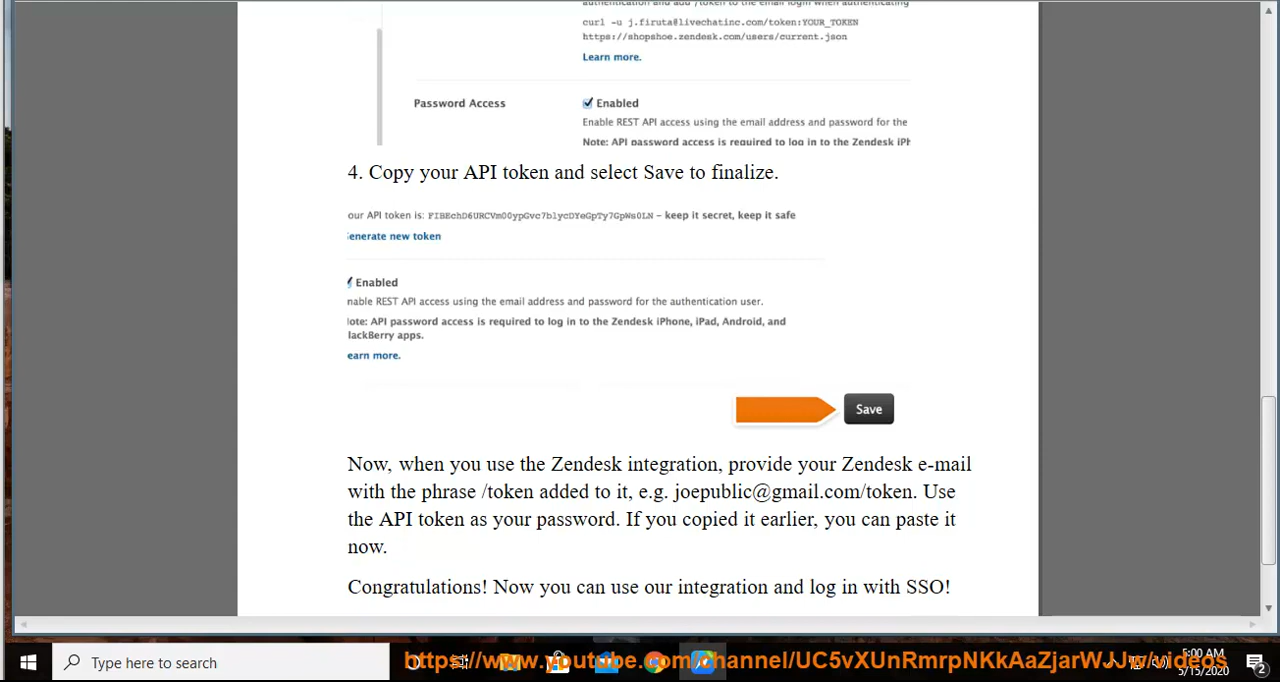 authentication and add /token to the email login when authenticating
curl -u j.firuta@livechatinc.com/token:YOUR_TOKEN
https://shopshoe.zendesk.com/users/current.json
Learn more.
Password Access
Enabled
Enable REST API access using the email address and password for the
Note: API password access is required to log in to the Zendesk iPh
4. Copy your API token and select Save to finalize.
our API token is: FIBEchD6URCVm00ypGvc7blycDYeGpTy7GpWs0LN – keep it secret, keep it safe
enerate new token
Enabled
nable REST API access using the email address and password for the authentication user.
ote: API password access is required to log in to the Zendesk iPhone, iPad, Android, and
lackBerry apps.
earn more.
Save
Now, when you use the Zendesk integration, provide your Zendesk e-mail
with the phrase /token added to it, e.g. joepublic@gmail.com/token. Use
the API token as your password. If you copied it earlier, you can paste it
now.
Congratulations! Now you can use our integration and log in with SSO!
Type here to search
https://www.youtube.com/channel/UC5vXUnRmrpNKkAaZjarWJJw/videos
5:00 AM
5/15/2020
2